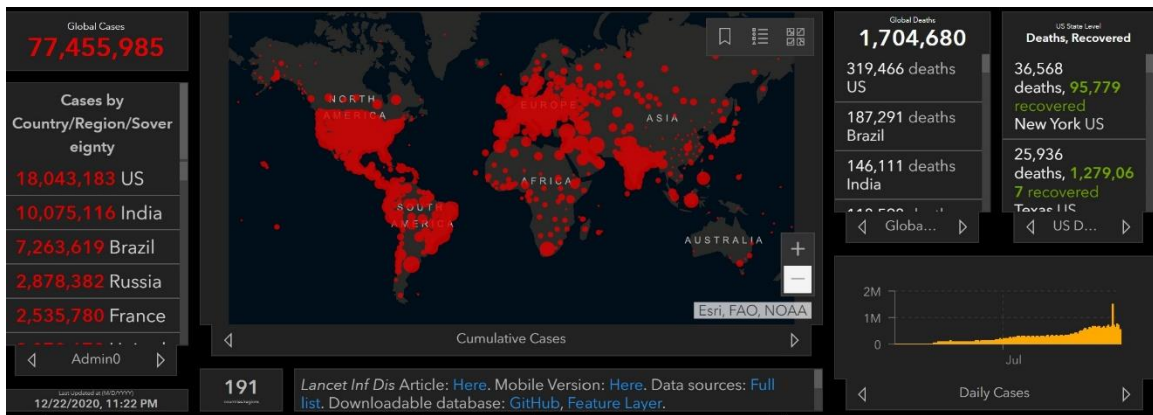 Global Cases
77,455,985
Cases by
Country/Region/Sover
eignty
18,043,183 US
10,075,116 India
7,263,619 Brazil
2,878,382 Russia
2,535,780 France
Admin0
Last Updated at (M/D/YYYY)
12/22/2020, 11:22 PM
NORTH
AMERICA
SOUTH
AMERICA
EUROPE
ASIA
AFRICA
AUSTRALIA
+
−
Esri, FAO, NOAA
Cumulative Cases
191
countries/regions
Lancet Inf Dis Article: Here. Mobile Version: Here. Data sources: Full
list. Downloadable database: GitHub, Feature Layer.
Global Deaths
1,704,680
319,466 deaths
US
187,291 deaths
Brazil
146,111 deaths
India
Globa...
US State Level
Deaths, Recovered
36,568
deaths, 95,779
recovered
New York US
25,936
deaths, 1,279,06
7 recovered
Texas US
US D...
2M
1M
0
Jul
Daily Cases